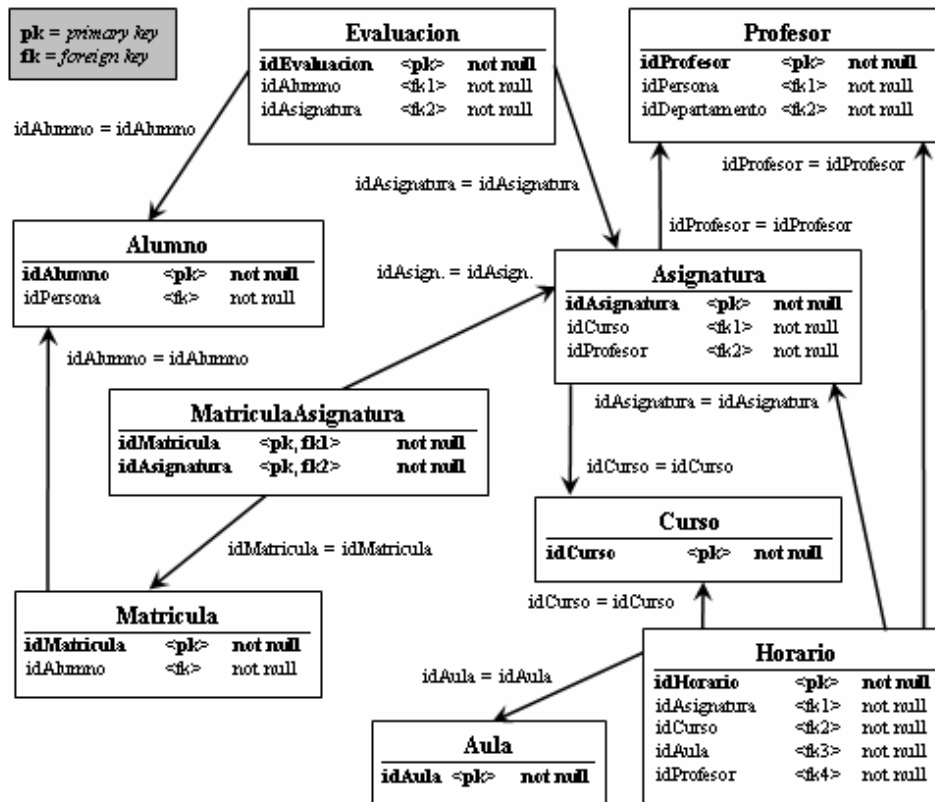 pk = primary key
fk = foreign key
Evaluacion
idEvaluacion <pk> not null
idAlumno <fk1> not null
idAsignatura <fk2> not null
Profesor
idProfesor <pk> not null
idPersona <fk1> not null
idDepartamento <fk2> not null
idAlumno = idAlumno
idProfesor = idProfesor
idAsignatura = idAsignatura
idProfesor = idProfesor
Alumno
idAlumno <pk> not null
idPersona <fk> not null
idAsign. = idAsign.
Asignatura
idAsignatura <pk> not null
idCurso <fk1> not null
idProfesor <fk2> not null
idAlumno = idAlumno
MatriculaAsignatura
idMatricula <pk, fk1> not null
idAsignatura <pk, fk2> not null
idAsignatura = idAsignatura
idCurso = idCurso
Curso
idCurso <pk> not null
idMatricula = idMatricula
idCurso = idCurso
Matricula
idMatricula <pk> not null
idAlumno <fk> not null
Horario
idHorario <pk> not null
idAsignatura <fk1> not null
idCurso <fk2> not null
idAula <fk3> not null
idProfesor <fk4> not null
idAula = idAula
Aula
idAula <pk> not null